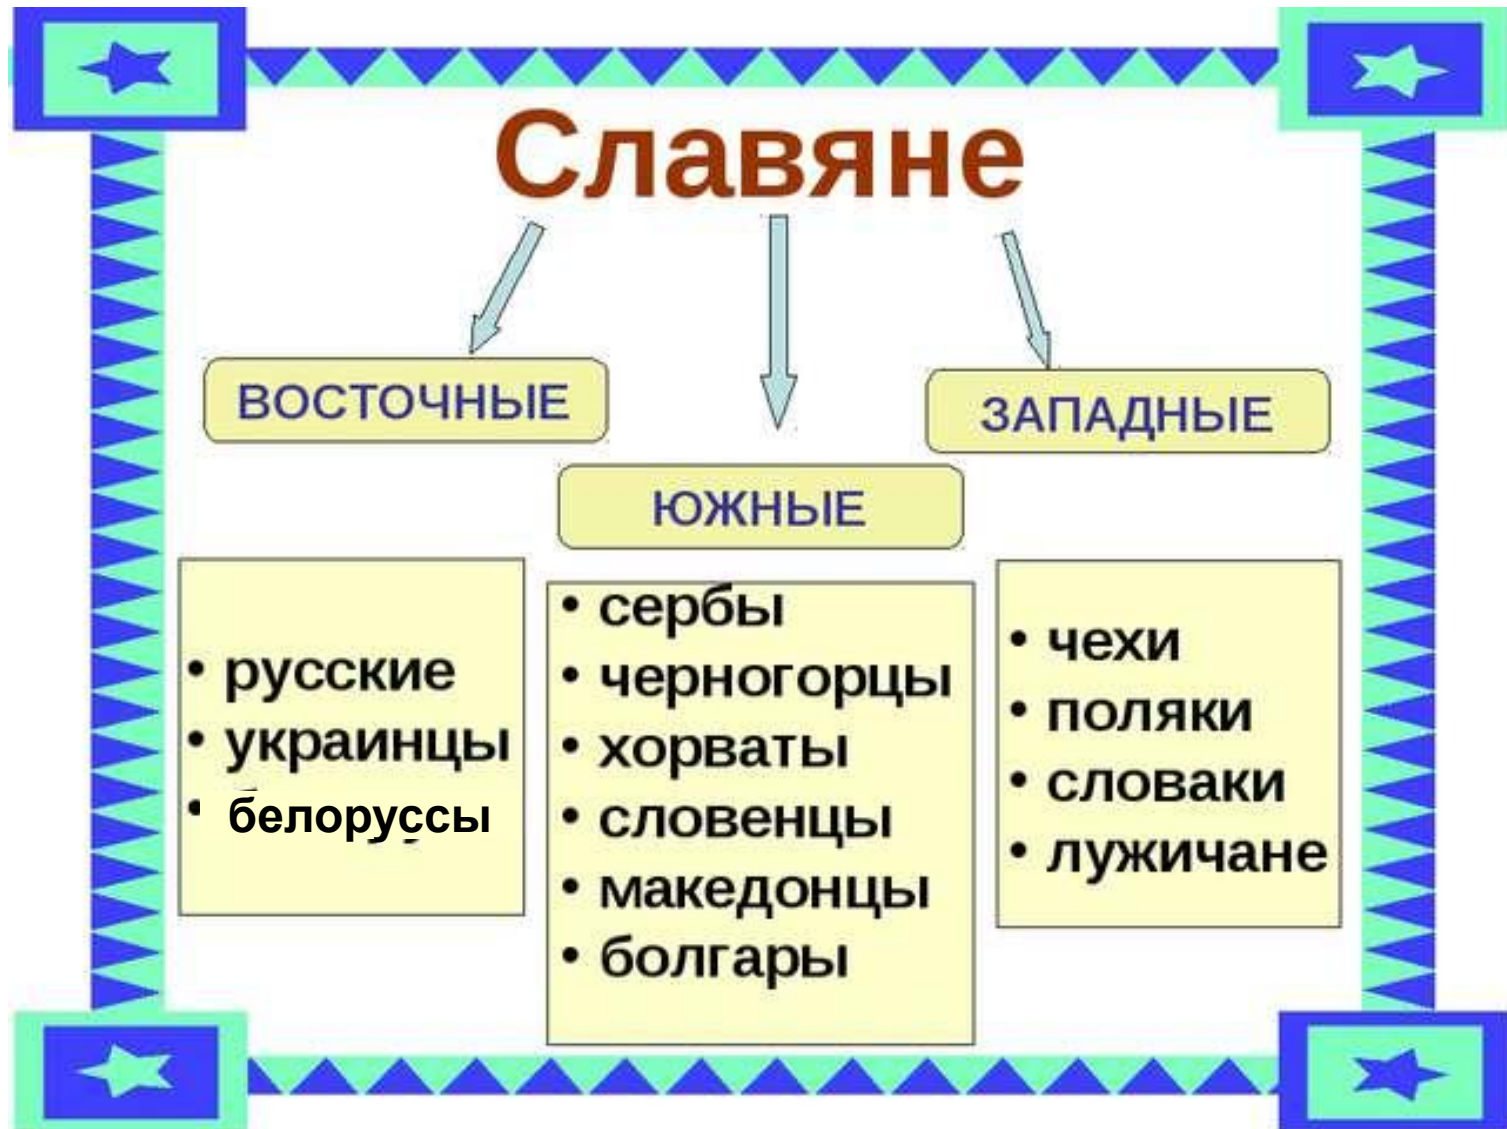 Славяне
ВОСТОЧНЫЕ
ЗАПАДНЫЕ
ЮЖНЫЕ
• русские
• украинцы
• белоруссы
• сербы
• черногорцы
• хорваты
• словенцы
• македонцы
• болгары
• чехи
• поляки
• словаки
• лужичане